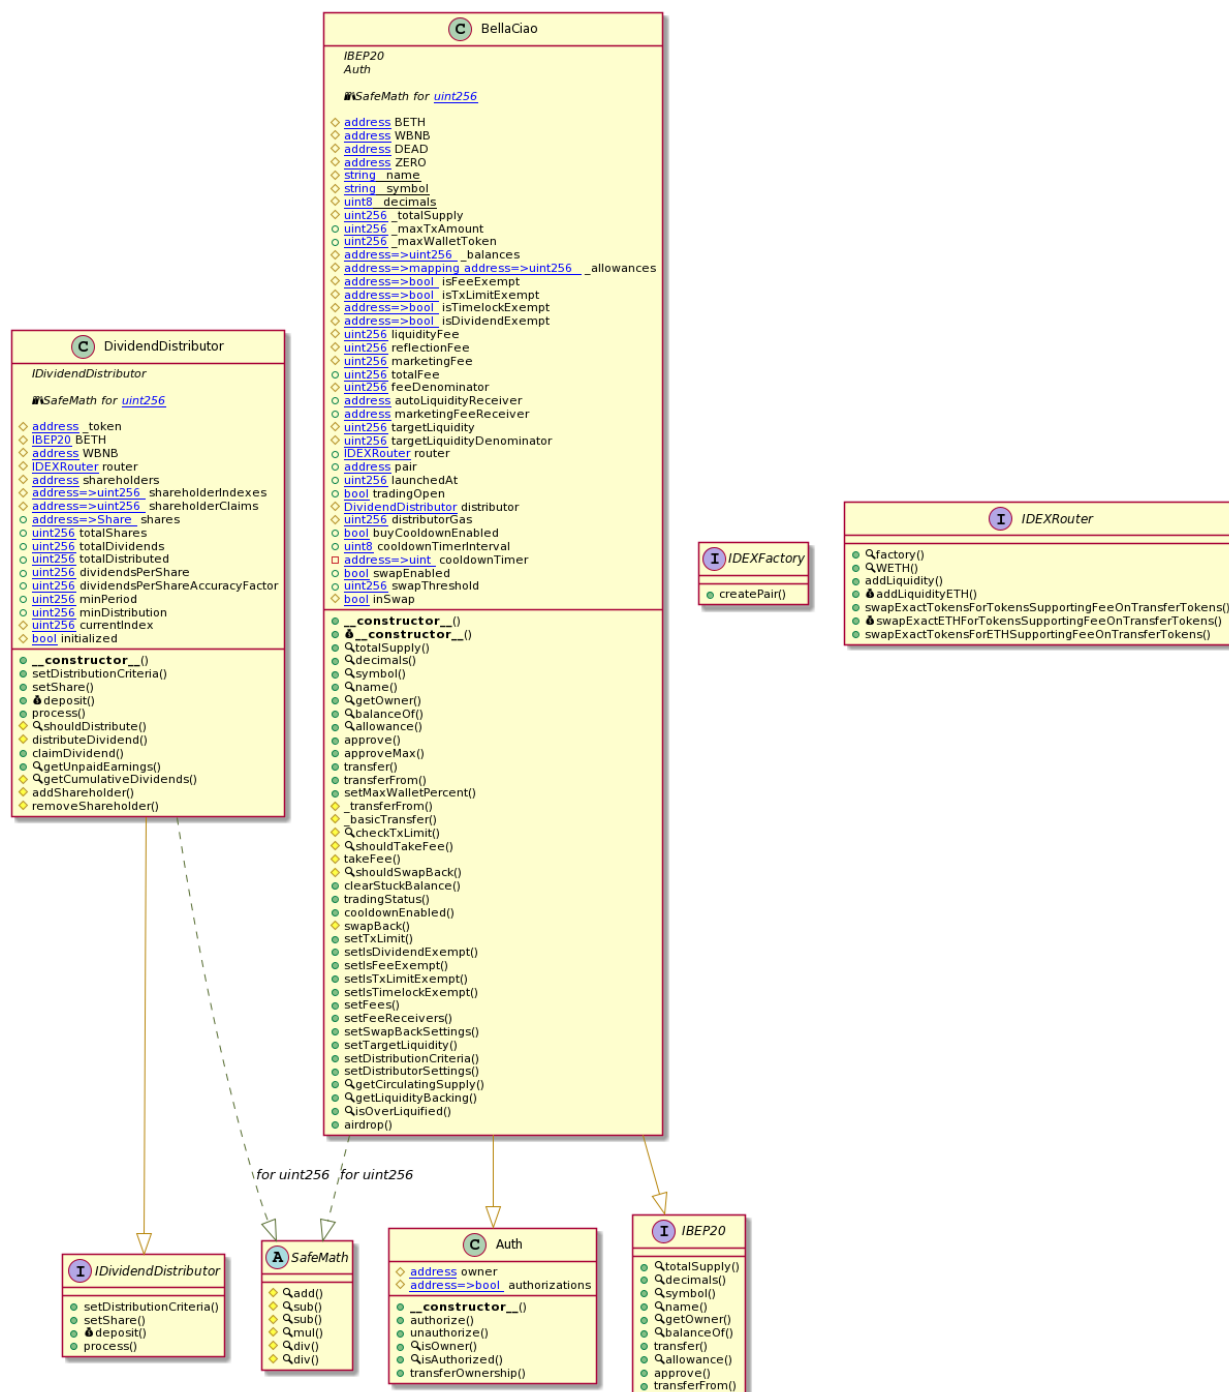 C BellaCiao
IBEP20
Auth
SafeMath for uint256
address BETH
address WBNB
address DEAD
address ZERO
string _name
string _symbol
uint8 _decimals
uint256 _totalSupply
uint256 _maxTxAmount
uint256 _maxWalletToken
address=>uint256 _balances
address=>mapping address=>uint256 _allowances
address=>bool isFeeExempt
address=>bool isTxLimitExempt
address=>bool isTimelockExempt
address=>bool isDividendExempt
uint256 liquidityFee
uint256 reflectionFee
uint256 marketingFee
uint256 totalFee
uint256 feeDenominator
address autoLiquidityReceiver
address marketingFeeReceiver
uint256 targetLiquidity
uint256 targetLiquidityDenominator
IDEXRouter router
address pair
uint256 launchedAt
bool tradingOpen
DividendDistributor distributor
uint256 distributorGas
bool buyCooldownEnabled
uint8 cooldownTimerInterval
address=>uint cooldownTimer
bool swapEnabled
uint256 swapThreshold
bool inSwap
__constructor__()
__constructor__()
totalSupply()
decimals()
symbol()
name()
getOwner()
balanceOf()
allowance()
approve()
approveMax()
transfer()
transferFrom()
setMaxWalletPercent()
_transferFrom()
_basicTransfer()
checkTxLimit()
shouldTakeFee()
takeFee()
shouldSwapBack()
clearStuckBalance()
tradingStatus()
cooldownEnabled()
swapBack()
setTxLimit()
setIsDividendExempt()
setIsFeeExempt()
setIsTxLimitExempt()
setIsTimelockExempt()
setFees()
setFeeReceivers()
setSwapBackSettings()
setTargetLiquidity()
setDistributionCriteria()
setDistributorSettings()
getCirculatingSupply()
getLiquidityBacking()
isOverLiquified()
airdrop()
C DividendDistributor
IDividendDistributor
SafeMath for uint256
address _token
IBEP20 BETH
address WBNB
IDEXRouter router
address shareholders
address=>uint256 shareholderIndexes
address=>uint256 shareholderClaims
address=>Share shares
uint256 totalShares
uint256 totalDividends
uint256 totalDistributed
uint256 dividendsPerShare
uint256 dividendsPerShareAccuracyFactor
uint256 minPeriod
uint256 minDistribution
uint256 currentIndex
bool initialized
__constructor__()
setDistributionCriteria()
setShare()
deposit()
process()
shouldDistribute()
distributeDividend()
claimDividend()
getUnpaidEarnings()
getCumulativeDividends()
addShareholder()
removeShareholder()
I IDEXFactory
createPair()
I IDEXRouter
factory()
WETH()
addLiquidity()
addLiquidityETH()
swapExactTokensForTokensSupportingFeeOnTransferTokens()
swapExactETHForTokensSupportingFeeOnTransferTokens()
swapExactTokensForETHSupportingFeeOnTransferTokens()
for uint256
for uint256
I IDividendDistributor
setDistributionCriteria()
setShare()
deposit()
process()
A SafeMath
add()
sub()
sub()
mul()
div()
div()
C Auth
address owner
address=>bool authorizations
__constructor__()
authorize()
unauthorize()
isOwner()
isAuthorized()
transferOwnership()
I IBEP20
totalSupply()
decimals()
symbol()
name()
getOwner()
balanceOf()
transfer()
allowance()
approve()
transferFrom()